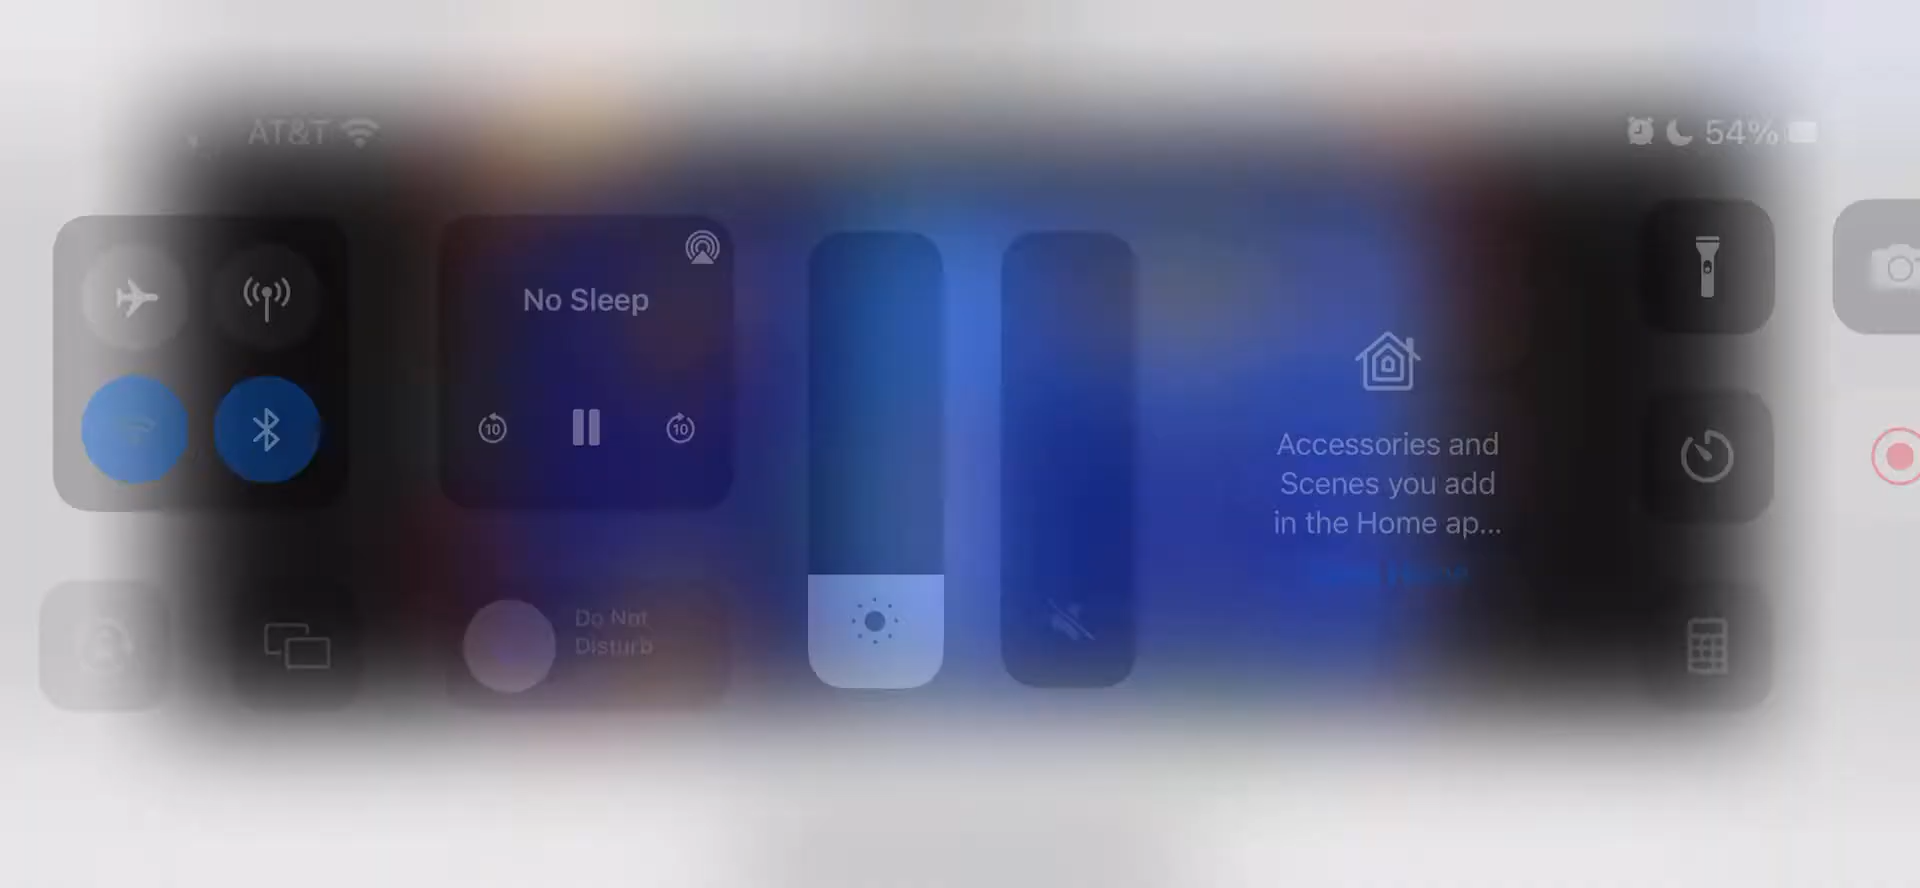 AT&T
54%
No Sleep
10
10
Do Not
Disturb
Accessories and
Scenes you add
in the Home ap...